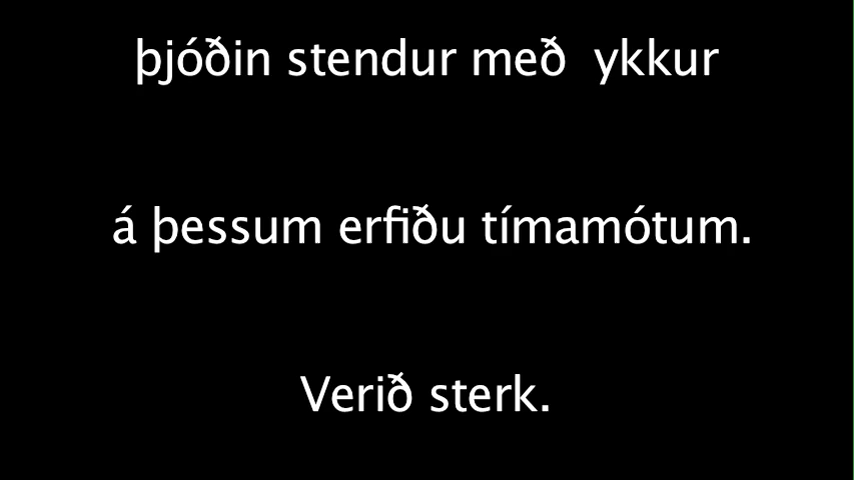 þjóðin stendur með ykkur
á þessum erfiðu tímamótum.
Verið sterk.